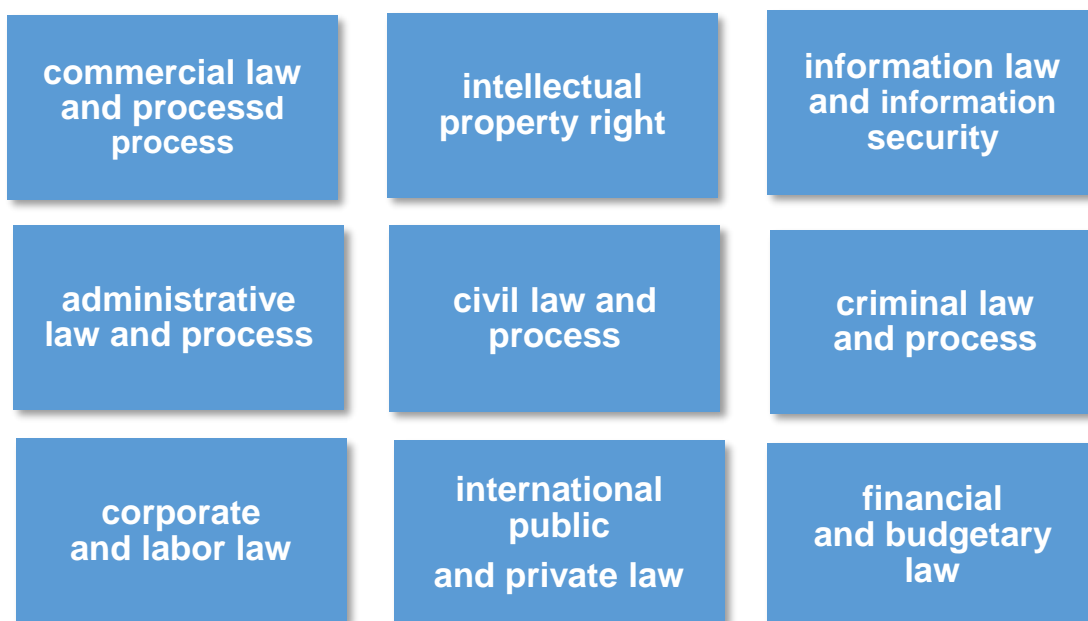 commercial law
and processd
process
intellectual
property right
information law
and information
security
administrative
law and process
civil law and
process
criminal law
and process
corporate
and labor law
international
public
and private law
financial
and budgetary
law